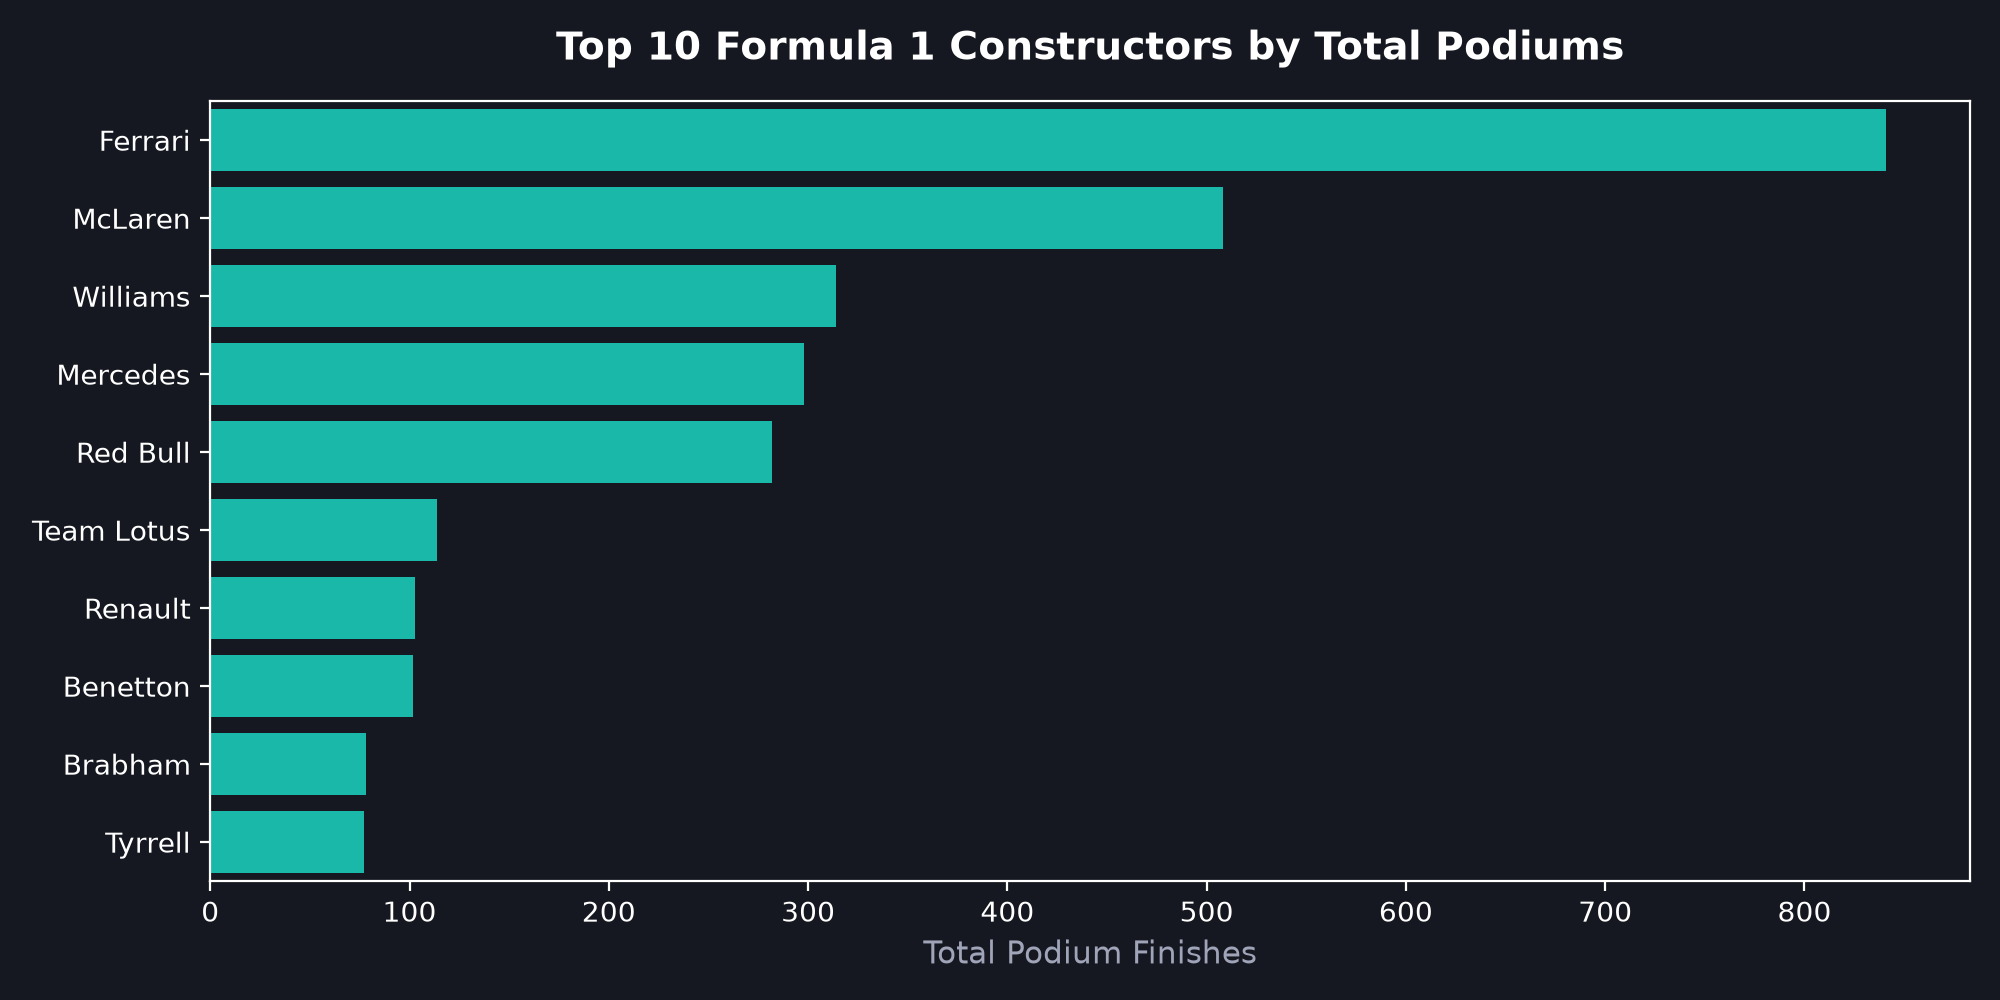 Top 10 Formula 1 Constructors by Total Podiums
Ferrari
McLaren
Williams
Mercedes
Red Bull
Team Lotus
Renault
Benetton
Brabham
Tyrrell
0 100 200 300 400 500 600 700 800
Total Podium Finishes